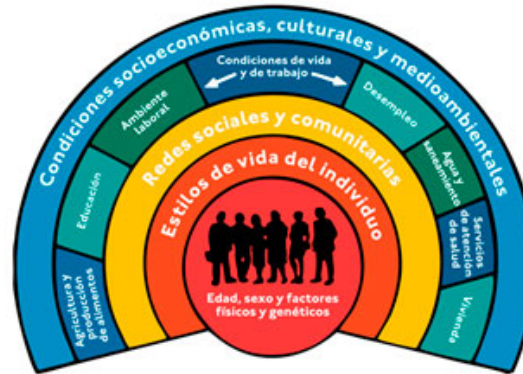 Condiciones socioeconómicas, culturales y medioambientales
Condiciones de vida
y de trabajo
Agricultura y
producción
de alimentos
Educación
Ambiente
laboral
Desempleo
Agua y
saneamiento
Servicios
de atención
de salud
Vivienda
Redes sociales y comunitarias
Estilos de vida del individuo
Edad, sexo y factores
físicos y genéticos